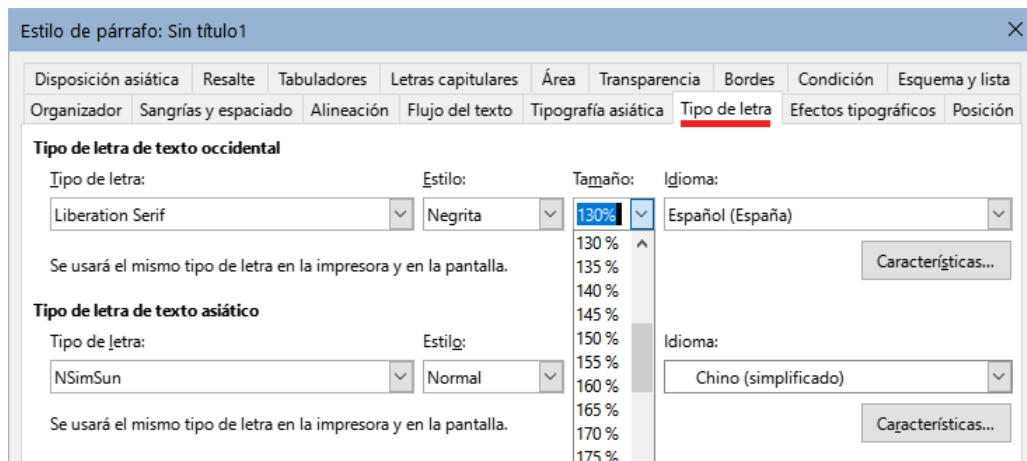 Estilo de párrafo: Sin título1
Disposición asiática Resalte Tabuladores Letras capitulares Área Transparencia Bordes Condición Esquema y lista
Organizador Sangrías y espaciado Alineación Flujo del texto Tipografía asiática Tipo de letra Efectos tipográficos Posición
Tipo de letra de texto occidental
Tipo de letra: Estilo: Tamaño: Idioma:
Liberation Serif Negrita 130% Español (España)
130 %
135 %
140 %
145 %
150 %
155 %
160 %
165 %
170 %
175 %
Se usará el mismo tipo de letra en la impresora y en la pantalla. Características...
Tipo de letra de texto asiático
Tipo de letra: Estilo: Idioma:
NSimSun Normal Chino (simplificado)
Se usará el mismo tipo de letra en la impresora y en la pantalla. Características...